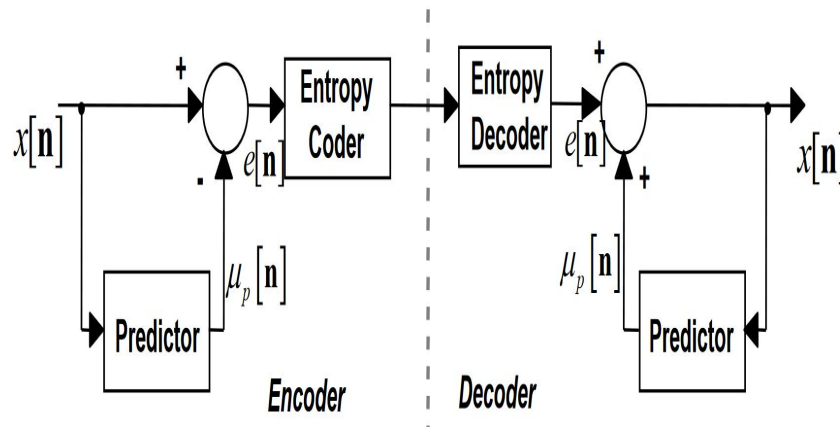 +
x[n]
-
e[n]
Entropy
Coder
μp[n]
Predictor
Encoder
Entropy
Decoder
+
e[n]
+
x[n]
μp[n]
Predictor
Decoder